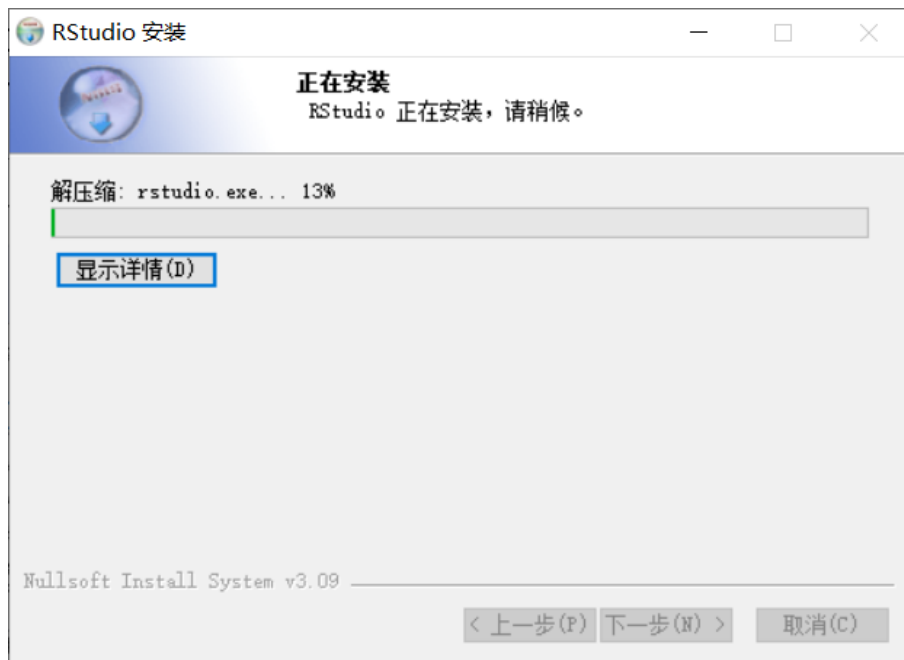 RStudio 安装
正在安装
RStudio 正在安装，请稍候。
解压缩: rstudio.exe... 13%
显示详情(D)
Nullsoft Install System v3.09
< 上一步(P) 下一步(N) > 取消(C)